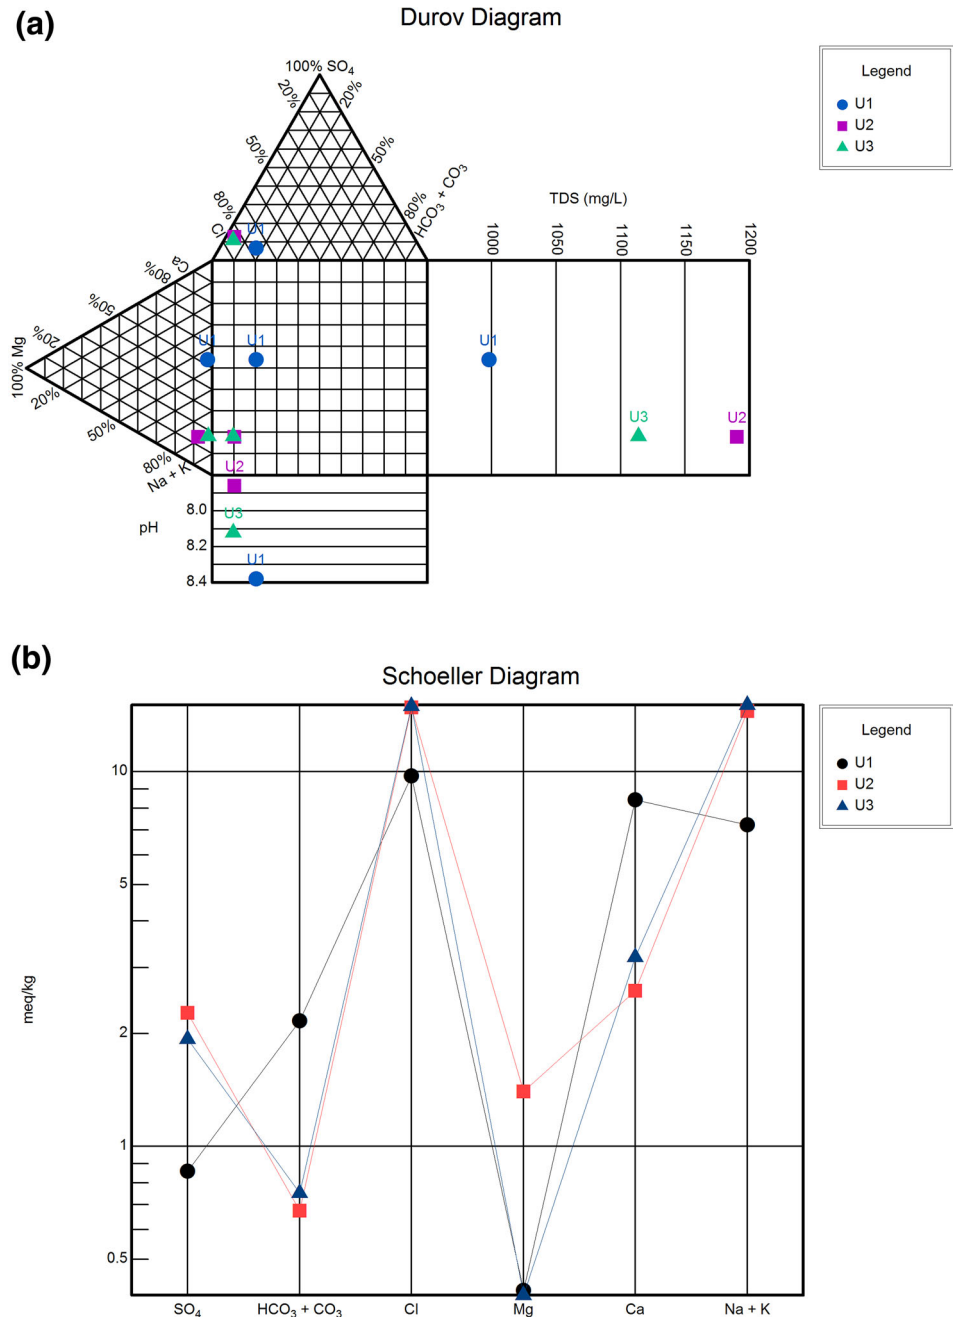 (a)
Durov Diagram
Legend
U1
U2
U3
100% SO4
20%
20%
50%
50%
80%
80%
Cl
HCO3 + CO3
U1
TDS (mg/L)
1000
1050
1100
1150
1200
Ca
80%
50%
20%
100% Mg
20%
50%
80%
Na + K
U1
U1
U1
U3
U2
U2
U3
U1
pH
8.0
8.2
8.4
(b)
Schoeller Diagram
Legend
U1
U2
U3
meq/kg
10
5
2
1
0.5
SO4
HCO3 + CO3
Cl
Mg
Ca
Na + K